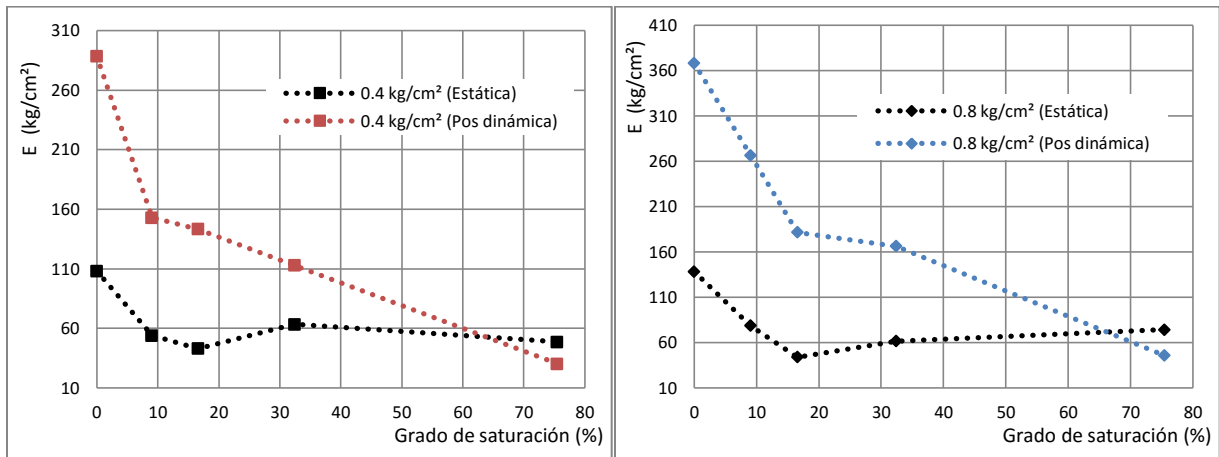 310
260
210
160
110
60
10
E (kg/cm²)
0.4 kg/cm² (Estática)
0.4 kg/cm² (Pos dinámica)
0 10 20 30 40 50 60 70 80
Grado de saturación (%)
410
360
310
260
210
160
110
60
10
E (kg/cm²)
0.8 kg/cm² (Estática)
0.8 kg/cm² (Pos dinámica)
0 10 20 30 40 50 60 70 80
Grado de saturación (%)